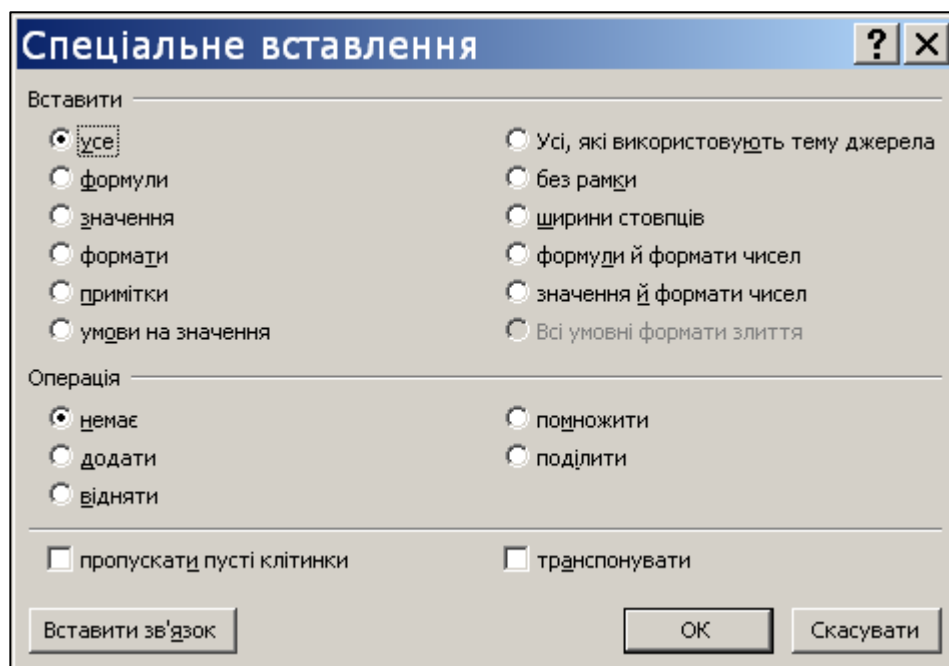 Спеціальне вставлення
Вставити
усе
Усі, які використовують тему джерела
формули
без рамки
значення
ширини стовпців
формати
формули й формати чисел
примітки
значення й формати чисел
умови на значення
Всі умовні формати злиття
Операція
немає
помножити
додати
поділити
відняти
пропускати пусті клітинки
транспонувати
Вставити зв'язок
ОК
Скасувати